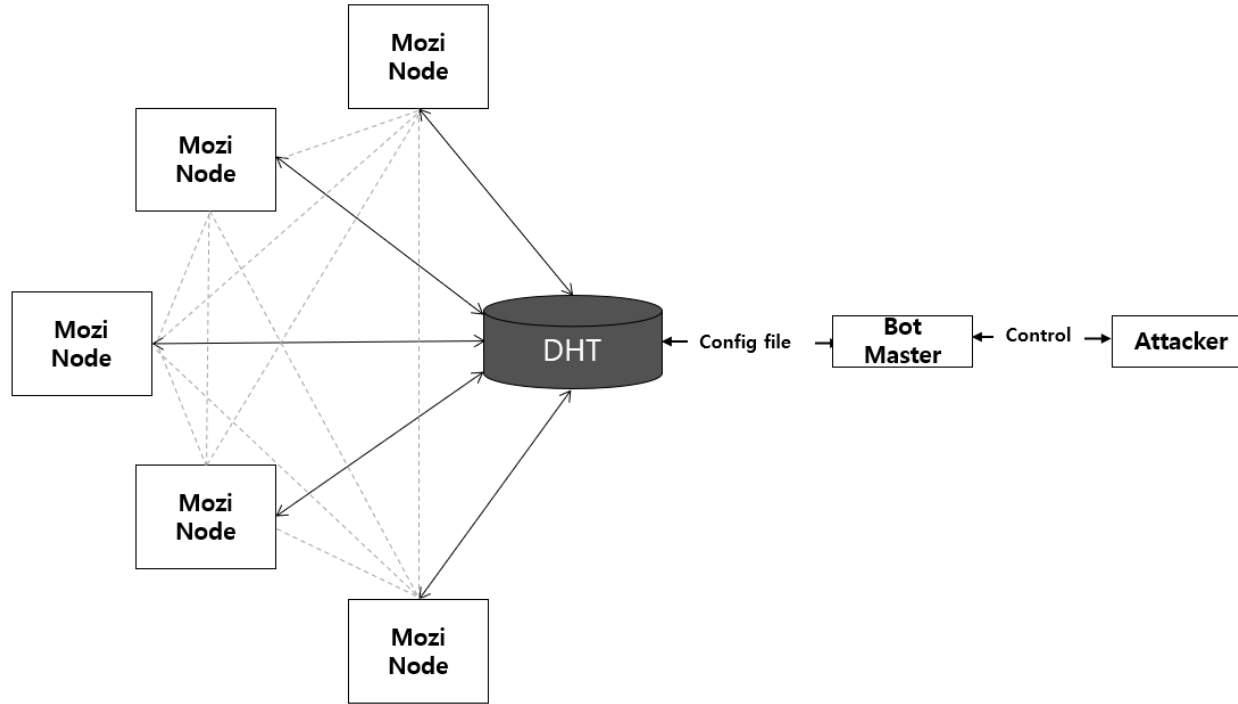 Mozi
Node
Mozi
Node
Mozi
Node
DHT
Config file
Bot
Master
Control
Attacker
Mozi
Node
Mozi
Node